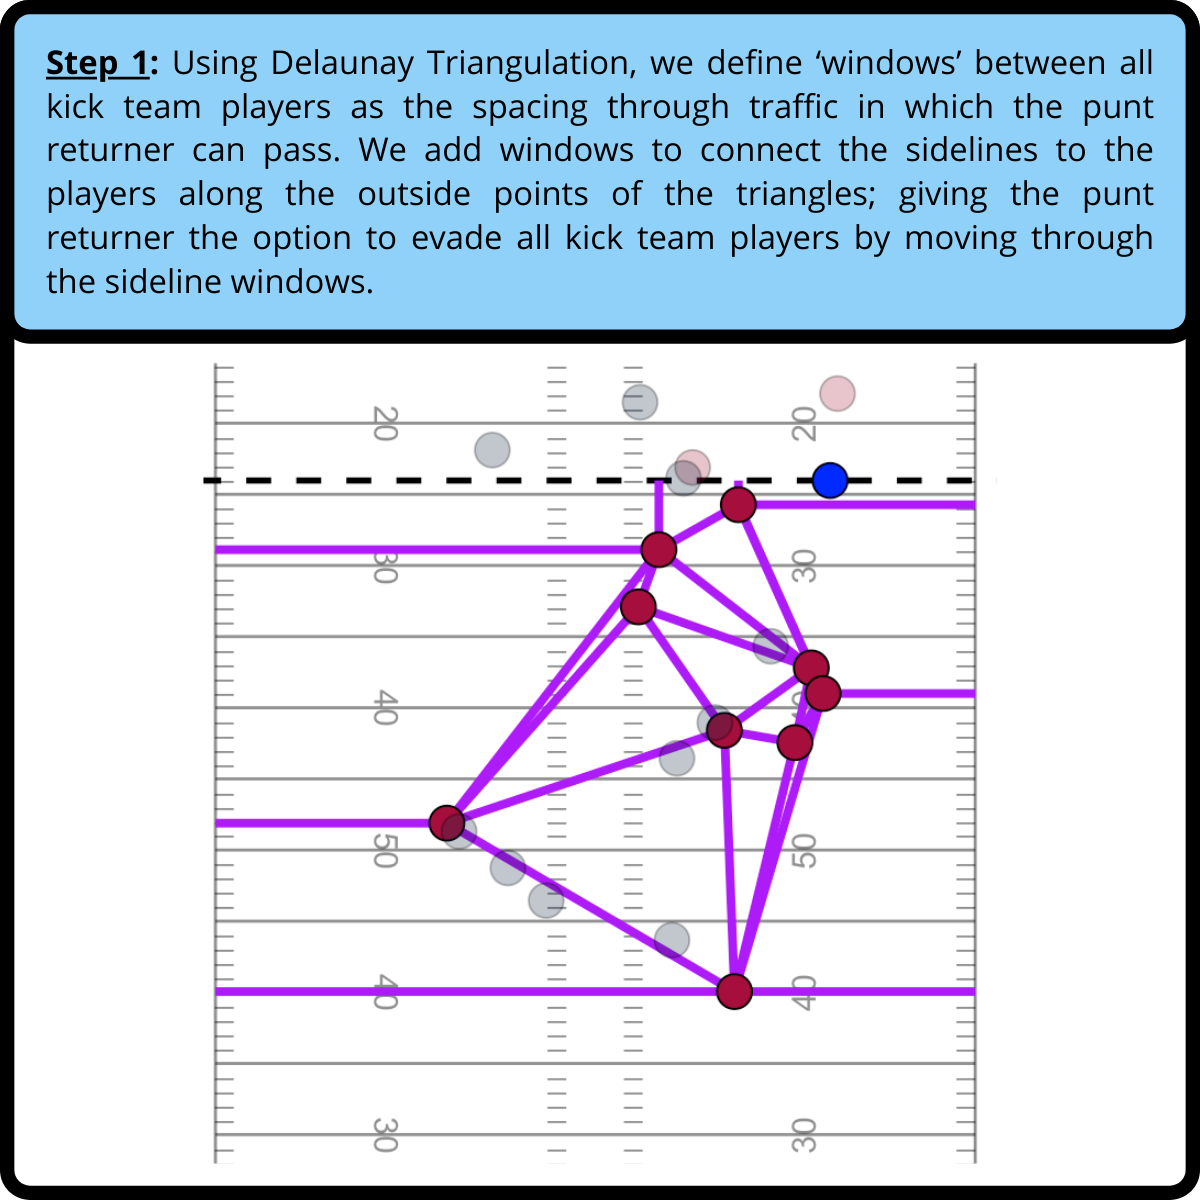 Step 1: Using Delaunay Triangulation, we define ‘windows’ between all
kick team players as the spacing through traffic in which the punt
returner can pass. We add windows to connect the sidelines to the
players along the outside points of the triangles; giving the punt
returner the option to evade all kick team players by moving through
the sideline windows.
20 20
30 30
40 40
50 50
40 40
30 30